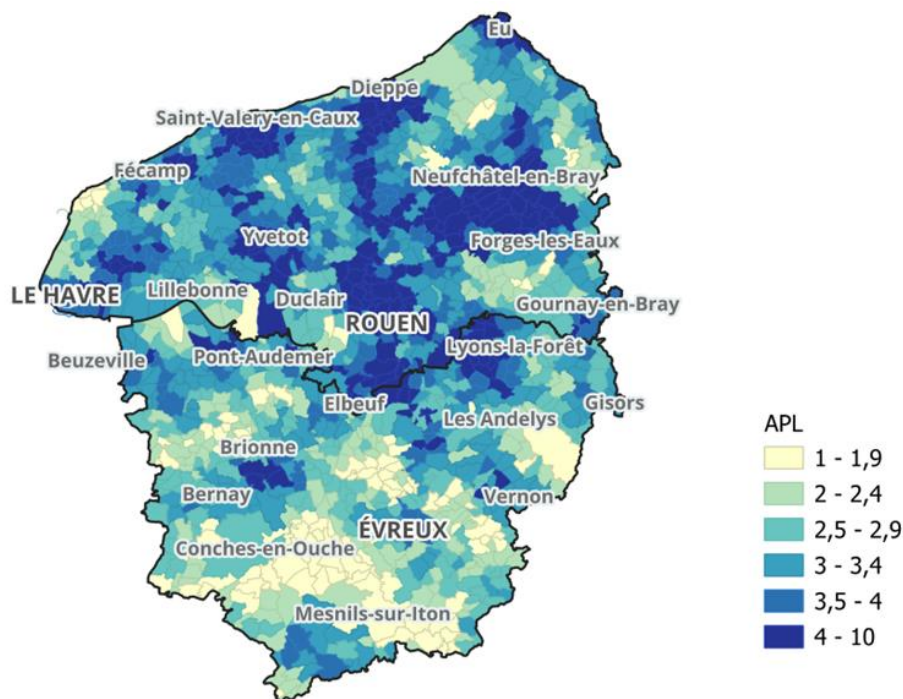 Eu
Dieppe
Saint-Valéry-en-Caux
Fécamp
Neufchâtel-en-Bray
Yvetot
Forges-les-Eaux
LE HAVRE
Lillebonne
Duclair
Gournay-en-Bray
ROUEN
Lyons-la-Forêt
Beuzeville
Pont-Audemer
Elbeuf
Gisors
Les Andelys
Brionne
Bernay
Vernon
ÉVREUX
Conches-en-Ouche
Mesnils-sur-Iton
APL
1 - 1,9
2 - 2,4
2,5 - 2,9
3 - 3,4
3,5 - 4
4 - 10